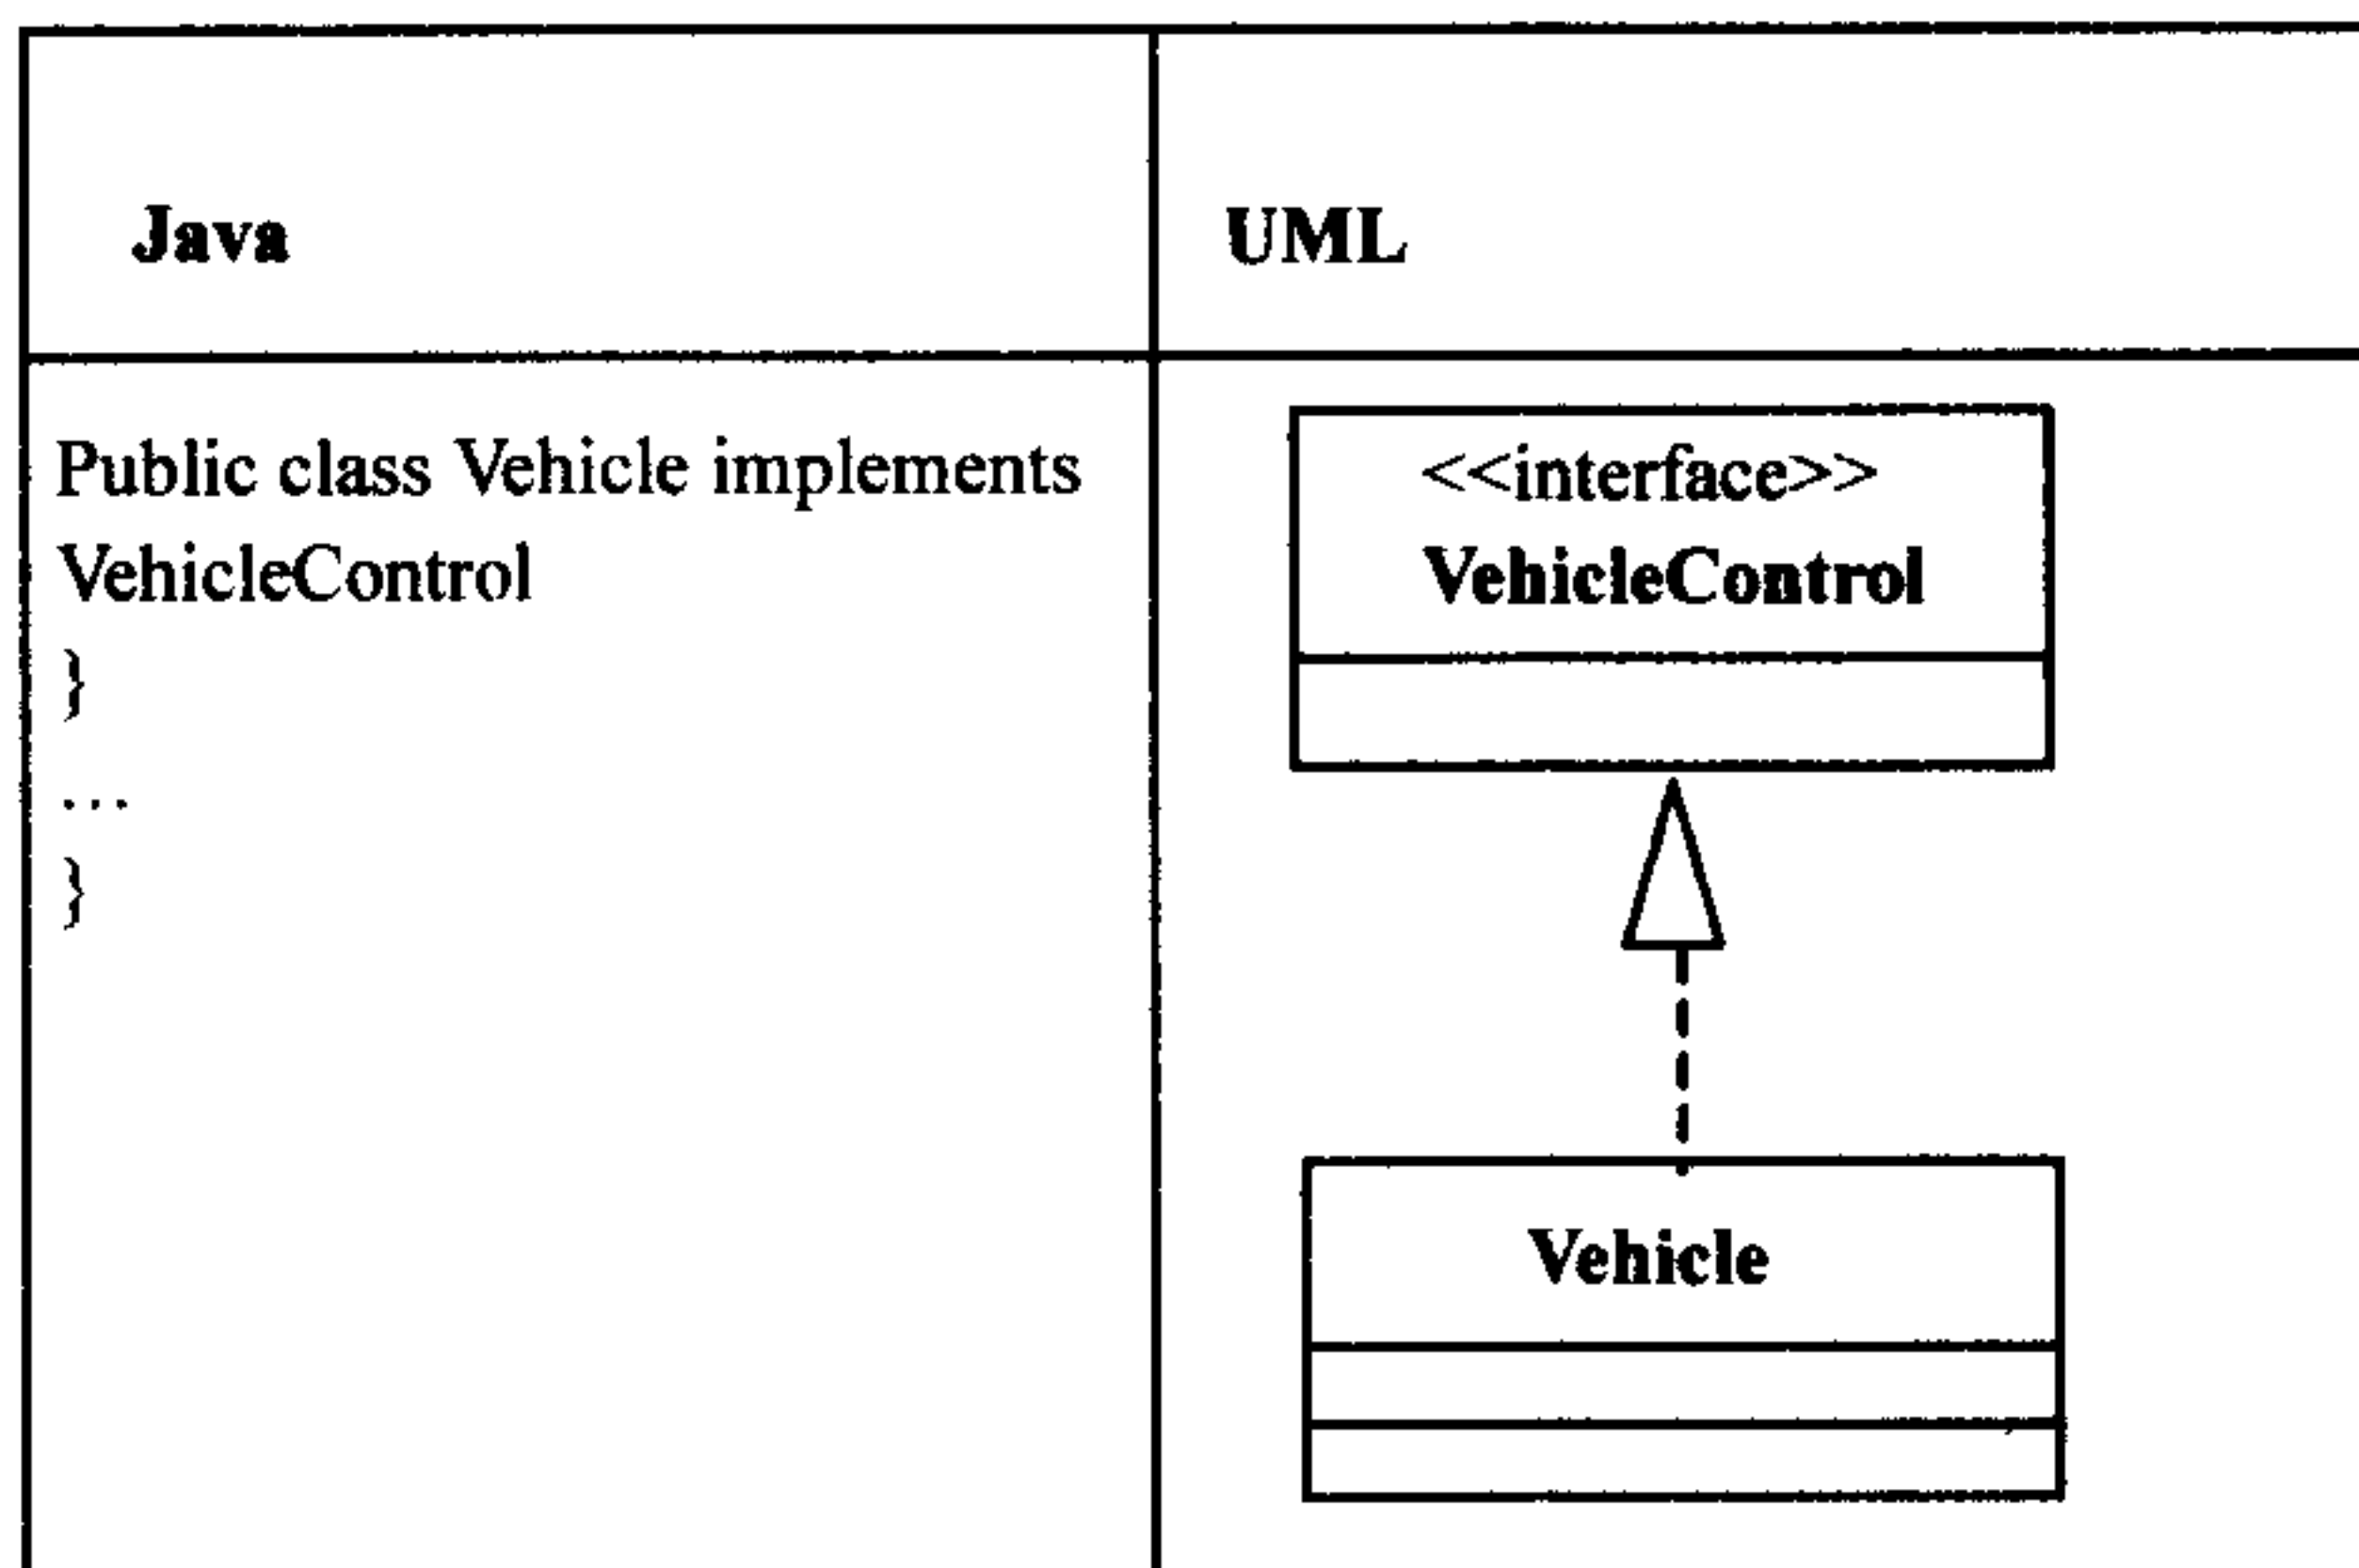 Java
UML
Public class Vehicle implements
VehicleControl
}
...
}
<<interface>>
VehicleControl
Vehicle